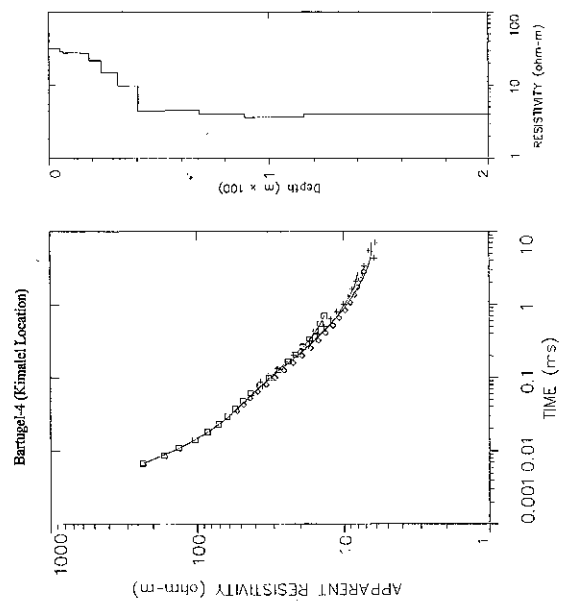 Bartugel-4 (Kimalel Location)
1000
100
10
1
APPARENT RESISTIVITY (ohm-m)
0.001 0.01 0.1 1 10
TIME (ms)
0
1
2
Depth (m x 100)
1 10 100
RESISTIVITY (ohm-m)